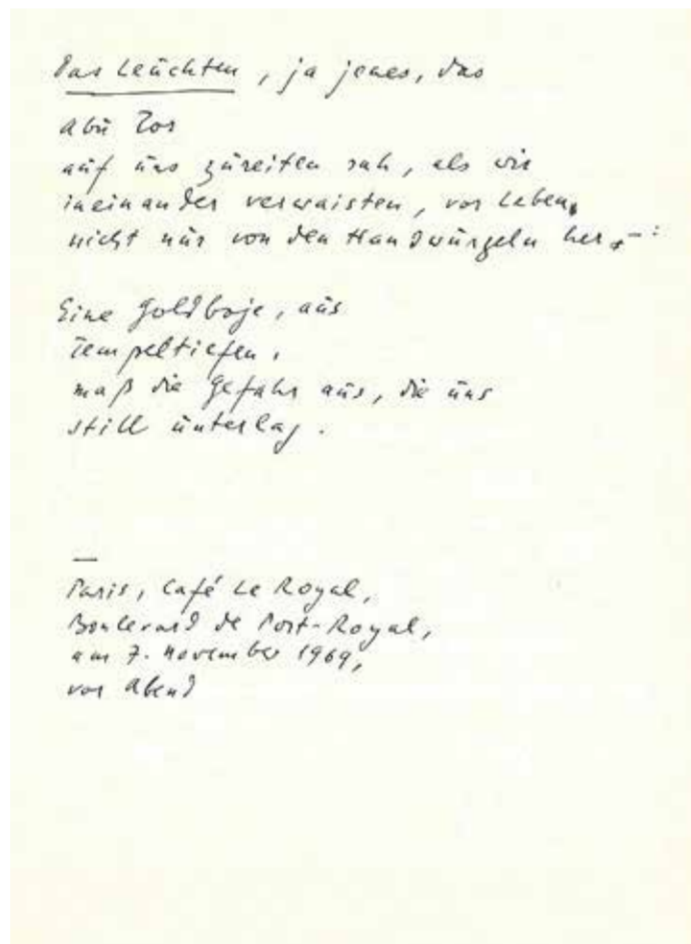 Das Leuchten, ja jenes, das
Abu Tor
auf uns zureiten sah, als wir
ineinander verwaisten, vor Leben,
nicht nur von den Handwurzeln her –:
Eine Goldboje, aus
Tempeltiefen,
maß die Gefahr aus, die uns
still unterlag.
—
Paris, Café Le Royal,
Boulevard de Port-Royal,
am 7. November 1969,
vor Abend